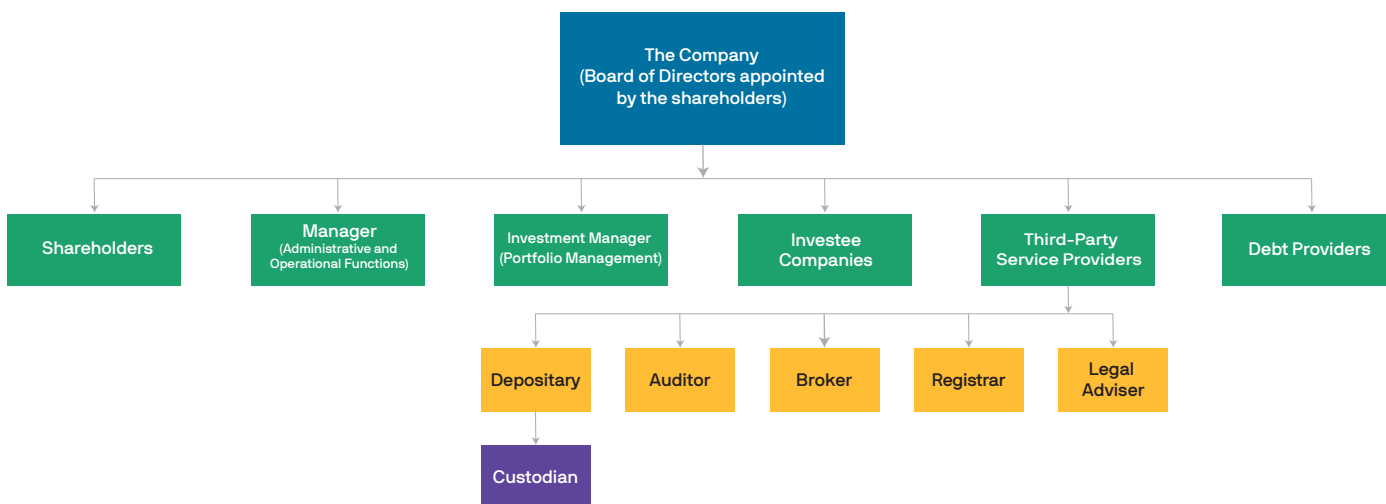 The Company
(Board of Directors appointed
by the shareholders)
Shareholders
Manager
(Administrative and
Operational Functions)
Investment Manager
(Portfolio Management)
Investee
Companies
Third-Party
Service Providers
Debt Providers
Depositary
Auditor
Broker
Registrar
Legal
Adviser
Custodian